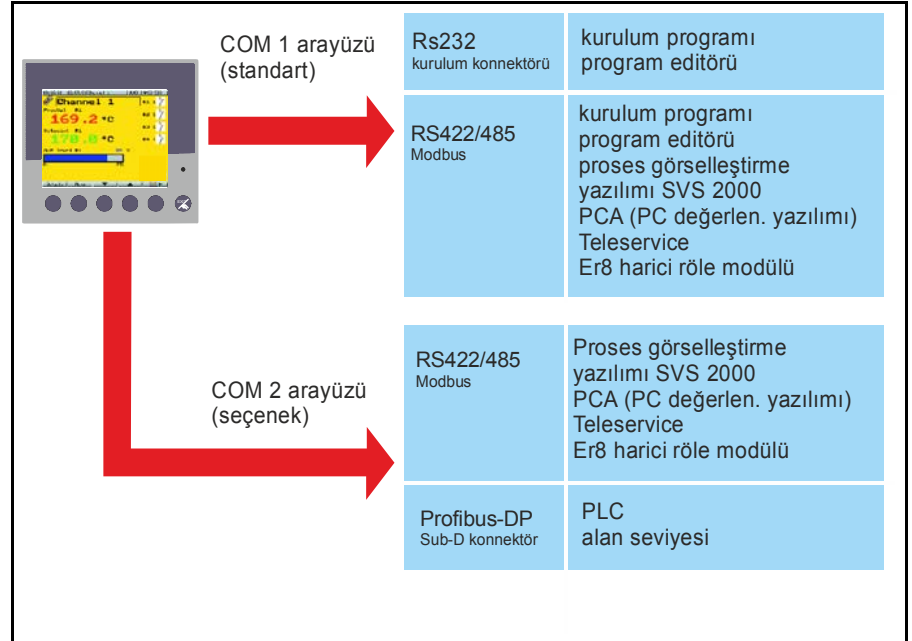 COM 1 arayüzü
(standart)
Rs232
kurulum konnektörü
kurulum programı
program editörü
RS422/485
Modbus
kurulum programı
program editörü
proses görselleştirme
yazılımı SVS 2000
PCA (PC değerlen. yazılımı)
Teleservice
Er8 harici röle modülü
Channel 1
169.2 °C
178.0 °C
COM 2 arayüzü
(seçenek)
RS422/485
Modbus
Proses görselleştirme
yazılımı SVS 2000
PCA (PC değerlen. yazılımı)
Teleservice
Er8 harici röle modülü
Profibus-DP
Sub-D konnektör
PLC
alan seviyesi